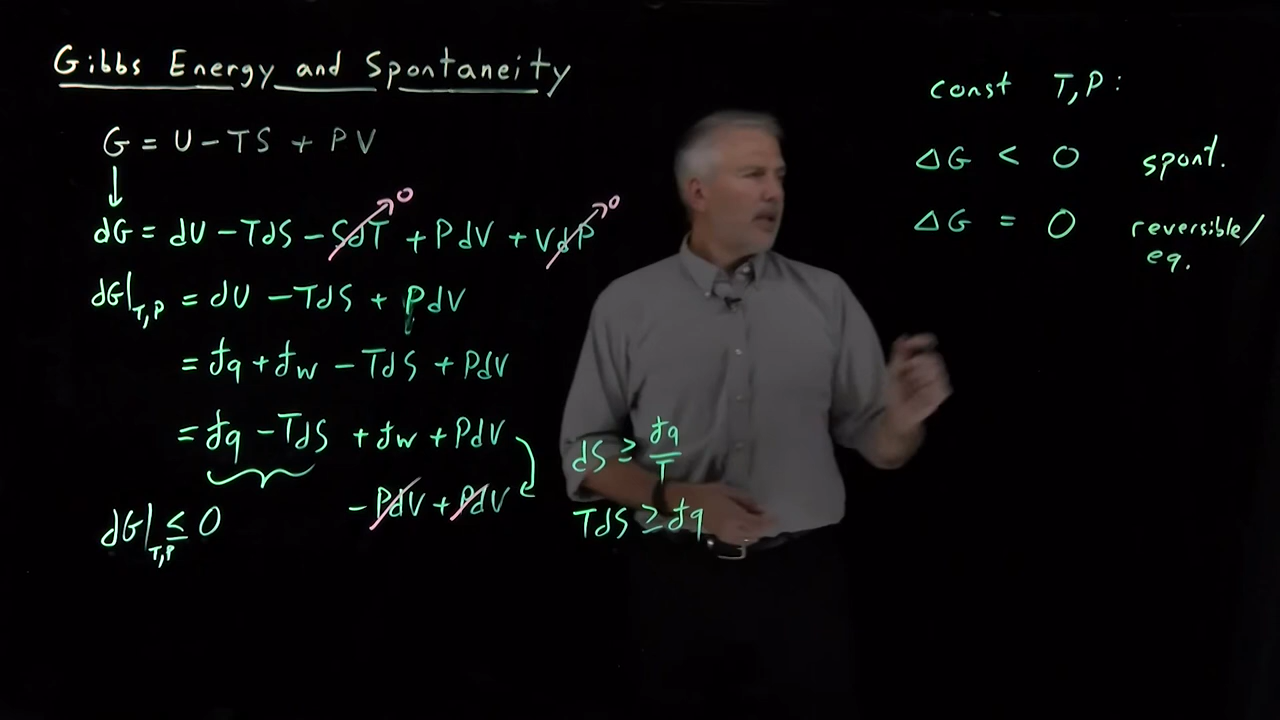 Gibbs Energy and Spontaneity
G = U - TS + PV
↓
dG = dU - TdS - SdT + PdV + VdP
0
0
dG|T,P = dU - TdS + PdV
= đq + đw - TdS + PdV
= đq - TdS + đw + PdV
- PdV + PdV
dG|T,P ≤ 0
dS ≥ đq/T
TdS ≥ đq
const T,P:
ΔG < 0 spont.
ΔG = 0 reversible/
eq.